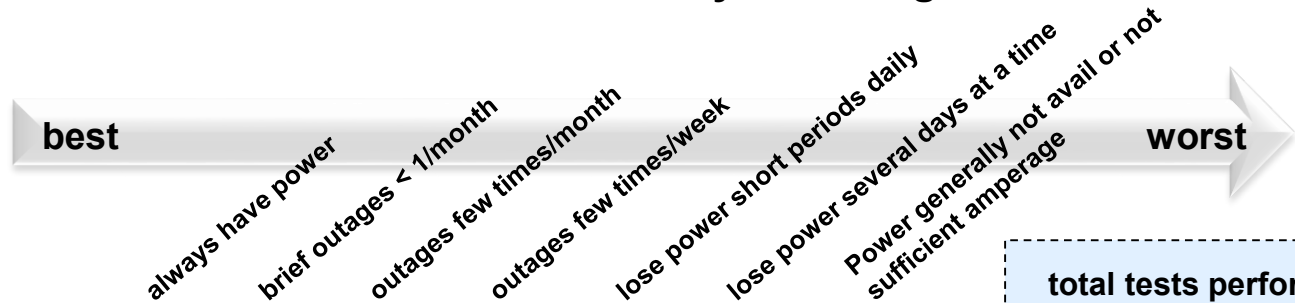 best
worst
always have power
brief outages < 1/month
outages few times/month
outages few times/week
lose power short periods daily
lose power several days at a time
Power generally not avail or not
sufficient amperage
total tests perfor